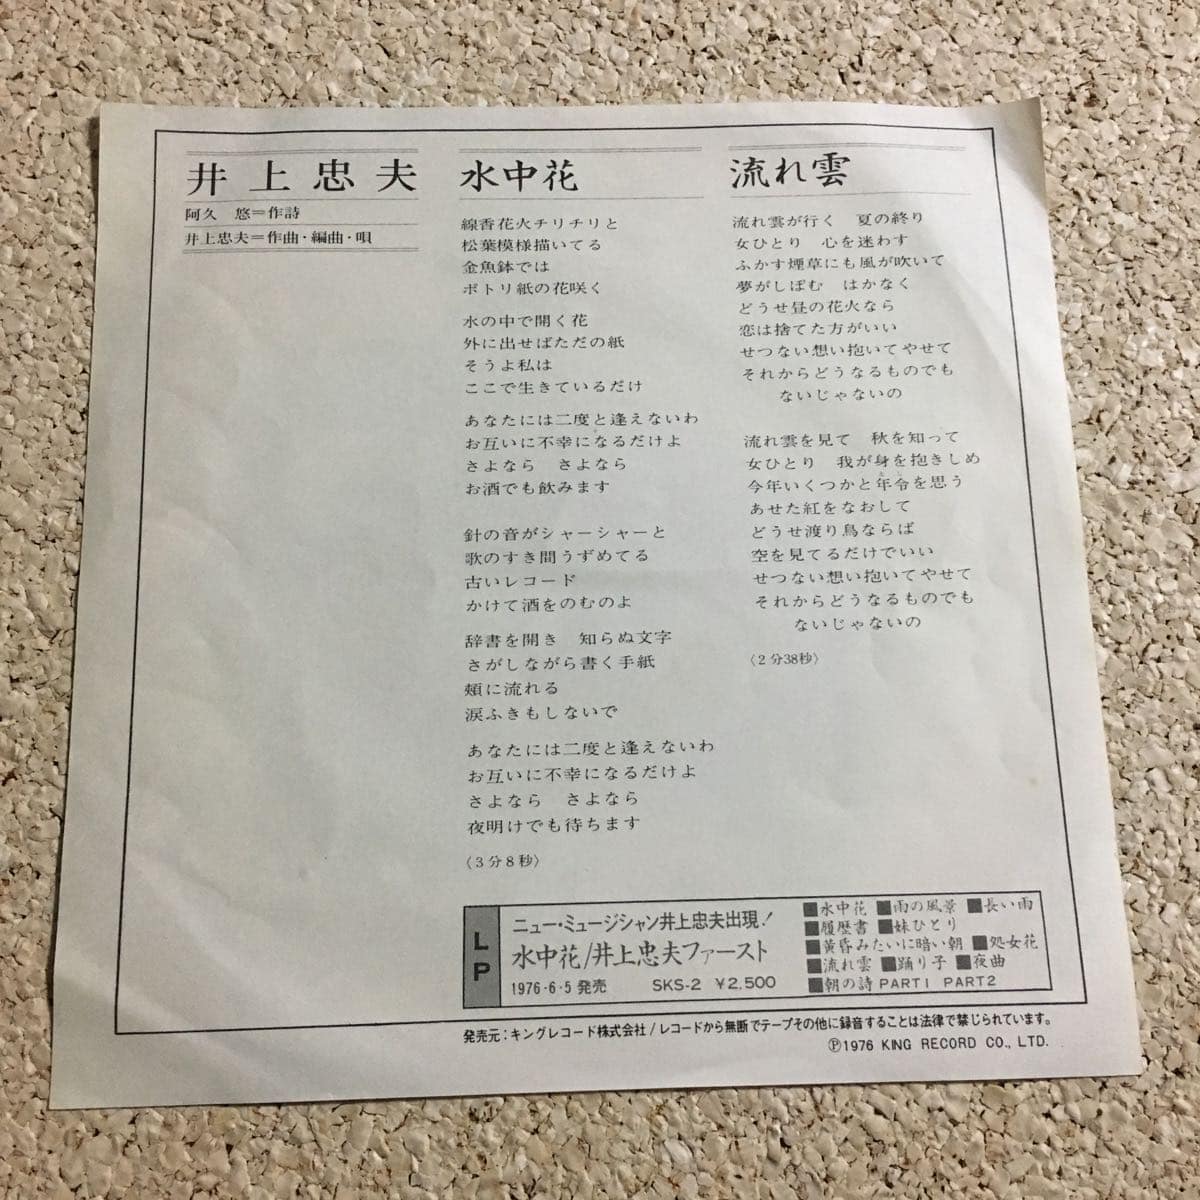 井上忠夫
阿久 悠＝作詩
井上忠夫＝作曲・編曲・唄
水中花
線香花火チリチリと
松葉模様描いてる
金魚鉢では
ポトリ紙の花咲く
水の中で開く花
外に出せばただの紙
そうよ私は
ここで生きているだけ
あなたには二度と逢えないわ
お互いに不幸になるだけよ
さよなら さよなら
お酒でも飲みます
針の音がシャーシャーと
歌のすき間うずめてる
古いレコード
かけて酒をのむのよ
辞書を開き 知らぬ文字
さがしながら書く手紙
頬に流れる
涙ふきもしないで
あなたには二度と逢えないわ
お互いに不幸になるだけよ
さよなら さよなら
夜明けでも待ちます
〈3分8秒〉
流れ雲
流れ雲が行く 夏の終り
女ひとり 心を迷わす
ふかす煙草にも風が吹いて
夢がしぼむ はかなく
どうせ昼の花火なら
恋は捨てた方がいい
せつない想い抱いてやせて
それからどうなるものでも
ないじゃないの
流れ雲を見て 秋を知って
女ひとり 我が身を抱きしめ
今年いくつかと年令を思う
あせた紅をなおして
どうせ渡り鳥ならば
空を見てるだけでいい
せつない想い抱いてやせて
それからどうなるものでも
ないじゃないの
〈2分38秒〉
LP
ニュー・ミュージシャン井上忠夫出現！
水中花/井上忠夫ファースト
1976・6・5発売 SKS-2 ￥2,500
■水中花 ■雨の風景 ■長い雨
■履歴書 ■妹ひとり
■黄昏みたいに暗い朝 ■処女花
■流れ雲 ■踊り子 ■夜曲
■朝の詩 PART1 PART2
発売元：キングレコード株式会社/レコードから無断でテープその他に録音することは法律で禁じられています。
Ⓟ1976 KING RECORD CO., LTD.